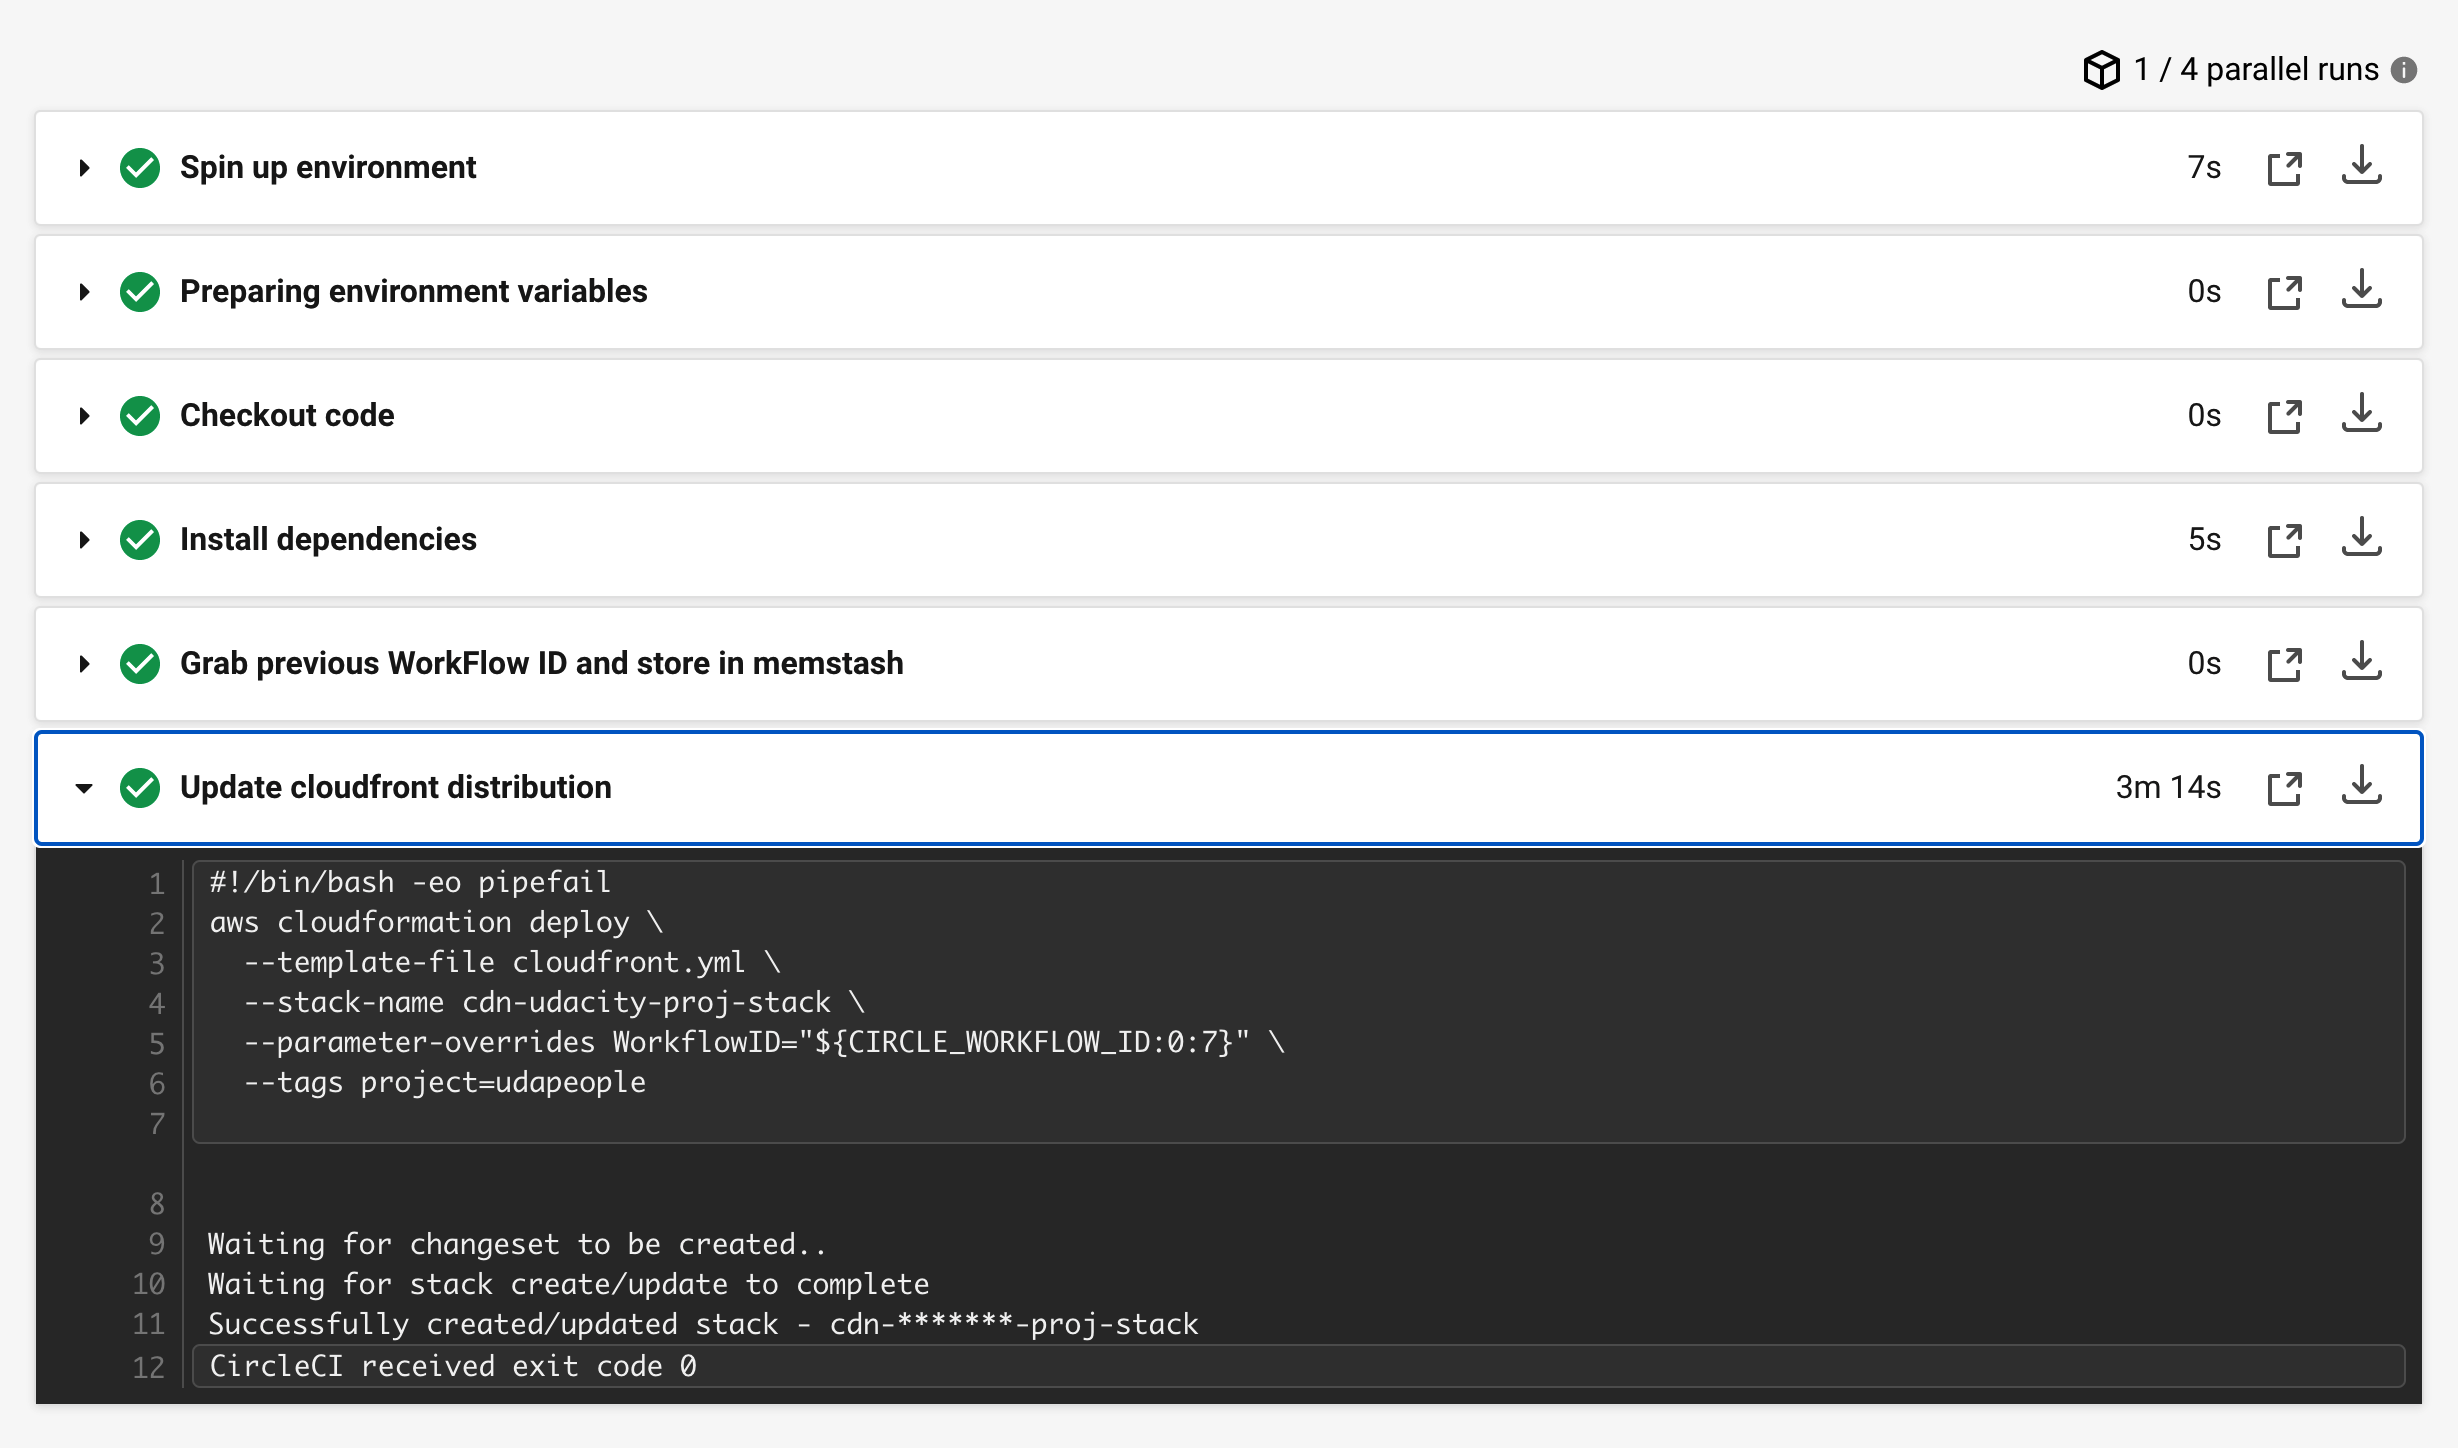 1 / 4 parallel runs
Spin up environment 7s
Preparing environment variables 0s
Checkout code 0s
Install dependencies 5s
Grab previous WorkFlow ID and store in memstash 0s
Update cloudfront distribution 3m 14s
1 #!/bin/bash -eo pipefail
2 aws cloudformation deploy \
3   --template-file cloudfront.yml \
4   --stack-name cdn-udacity-proj-stack \
5   --parameter-overrides WorkflowID="${CIRCLE_WORKFLOW_ID:0:7}" \
6   --tags project=udapeople
7
8
9 Waiting for changeset to be created..
10 Waiting for stack create/update to complete
11 Successfully created/updated stack - cdn-*******-proj-stack
12 CircleCI received exit code 0